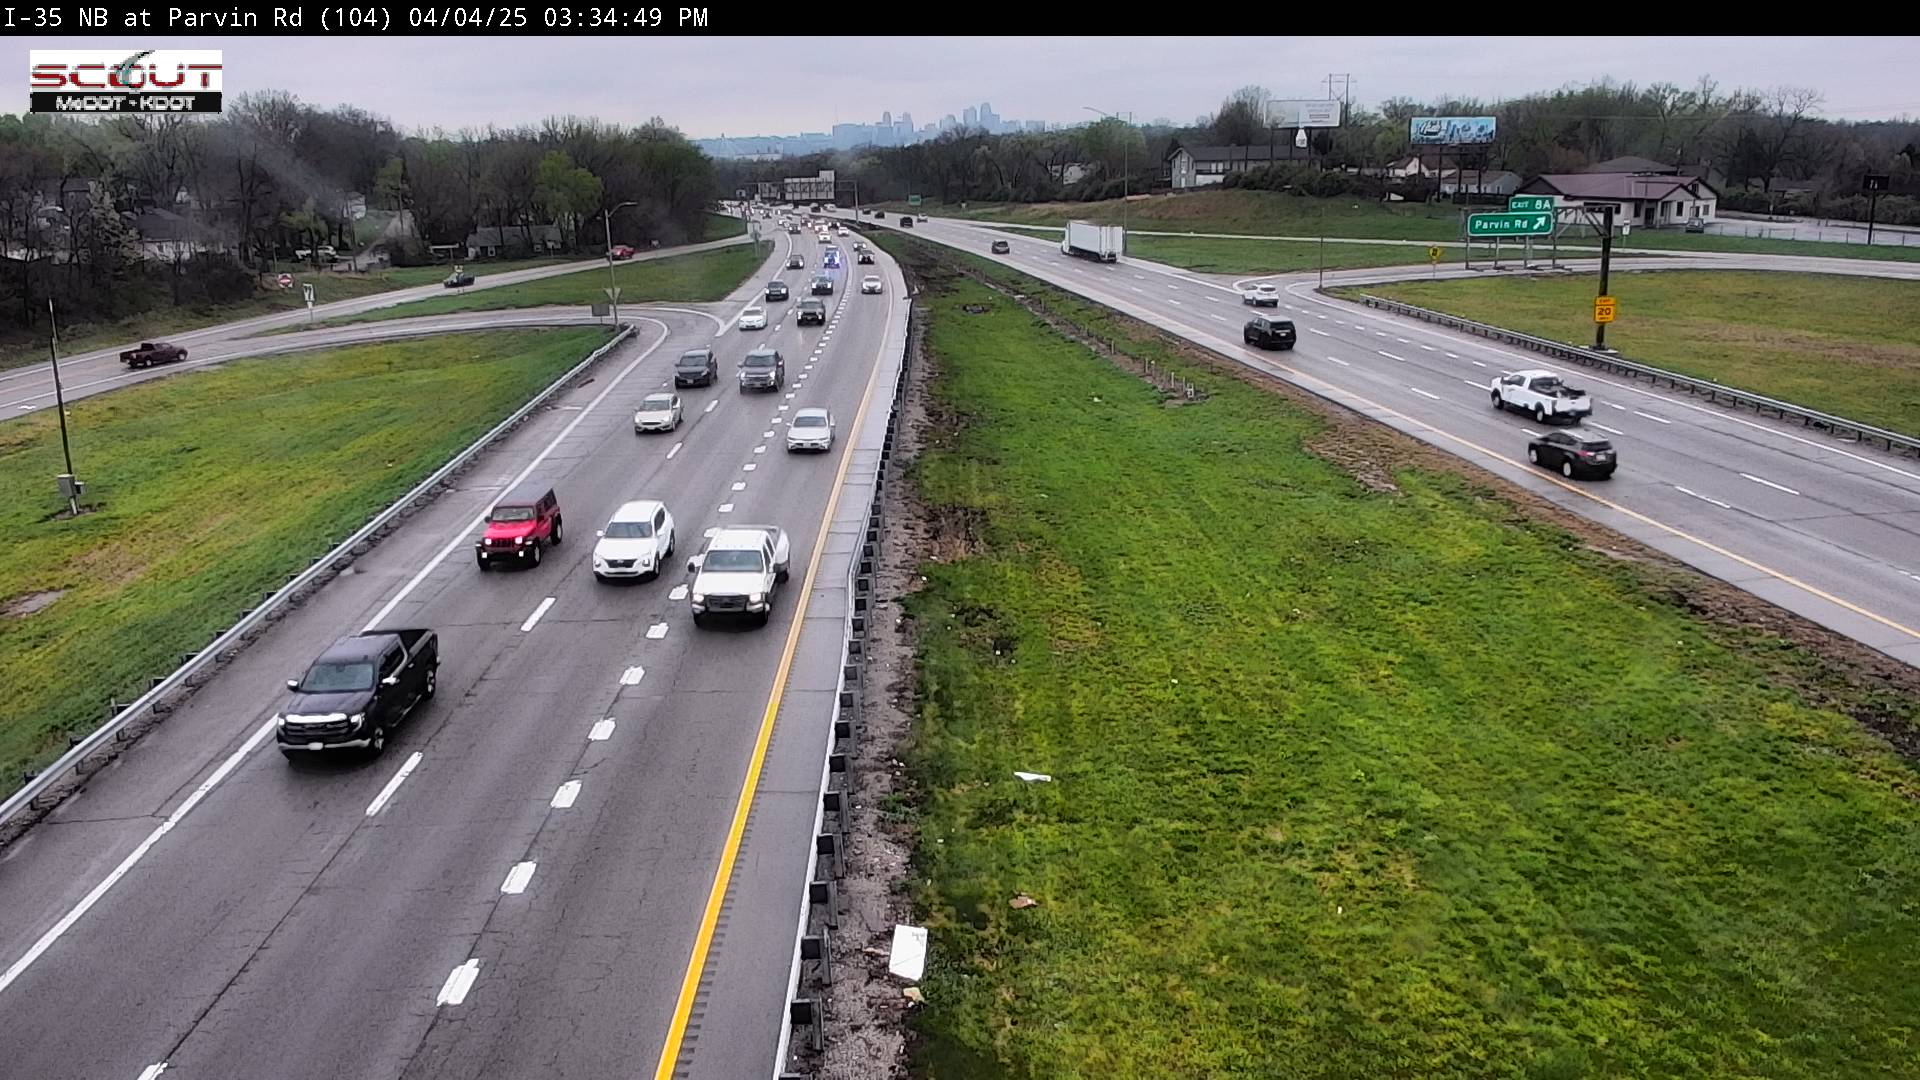 I-35 NB at Parvin Rd (104) 04/04/25 03:34:49 PM
SCOUT
MoDOT - KDOT
EXIT 8A
Parvin Rd
EXIT
20